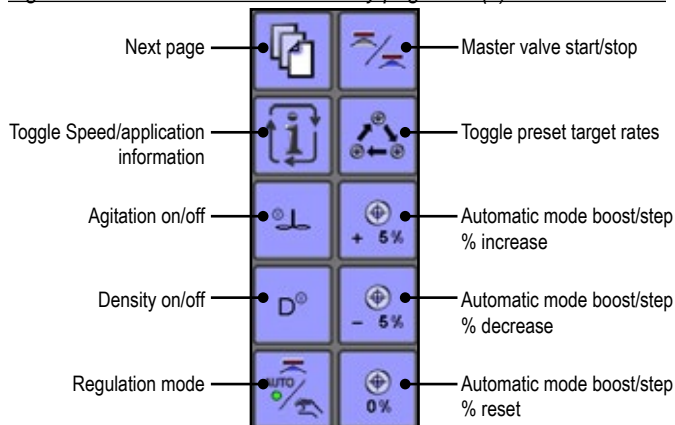 Next page
Master valve start/stop
Toggle Speed/application
information
Toggle preset target rates
Agitation on/off
+ 5%
Automatic mode boost/step
% increase
Density on/off
D
- 5%
Automatic mode boost/step
% decrease
Regulation mode
AUTO
0%
Automatic mode boost/step
% reset